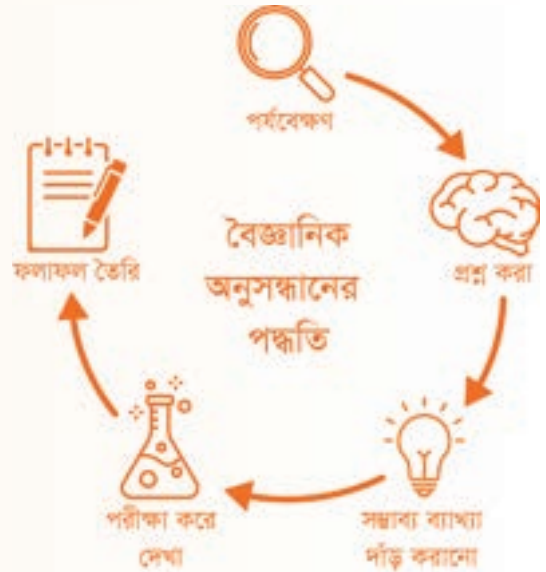 পর্যবেক্ষণ
প্রশ্ন করা
সম্ভাব্য ব্যাখ্যা
দাঁড় করানো
পরীক্ষা করে
দেখা
ফলাফল তৈরি
বৈজ্ঞানিক
অনুসন্ধানের
পদ্ধতি